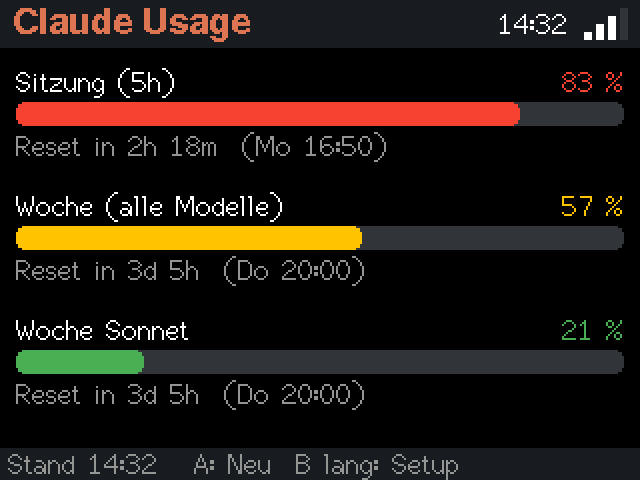 Claude Usage 14:32
Sitzung (5h) 83 %
Reset in 2h 18m (Mo 16:50)
Woche (alle Modelle) 57 %
Reset in 3d 5h (Do 20:00)
Woche Sonnet 21 %
Reset in 3d 5h (Do 20:00)
Stand 14:32 A: Neu B lang: Setup